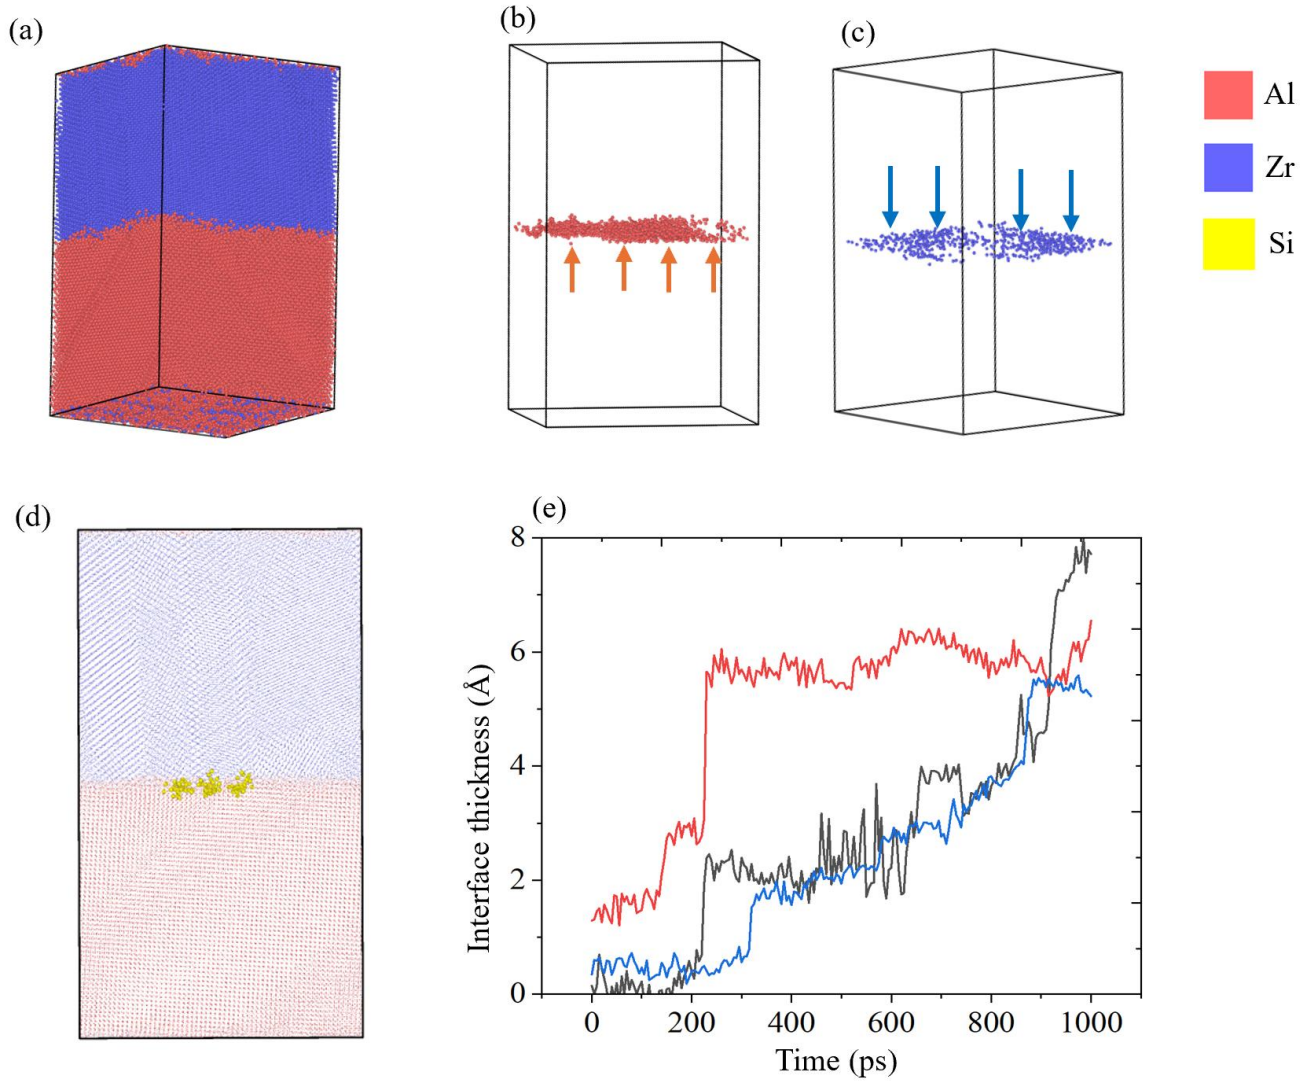 (a)
(b)
(c)
Al
Zr
Si
(d)
(e)
Interface thickness (Å)
8
6
4
2
0
0 200 400 600 800 1000
Time (ps)